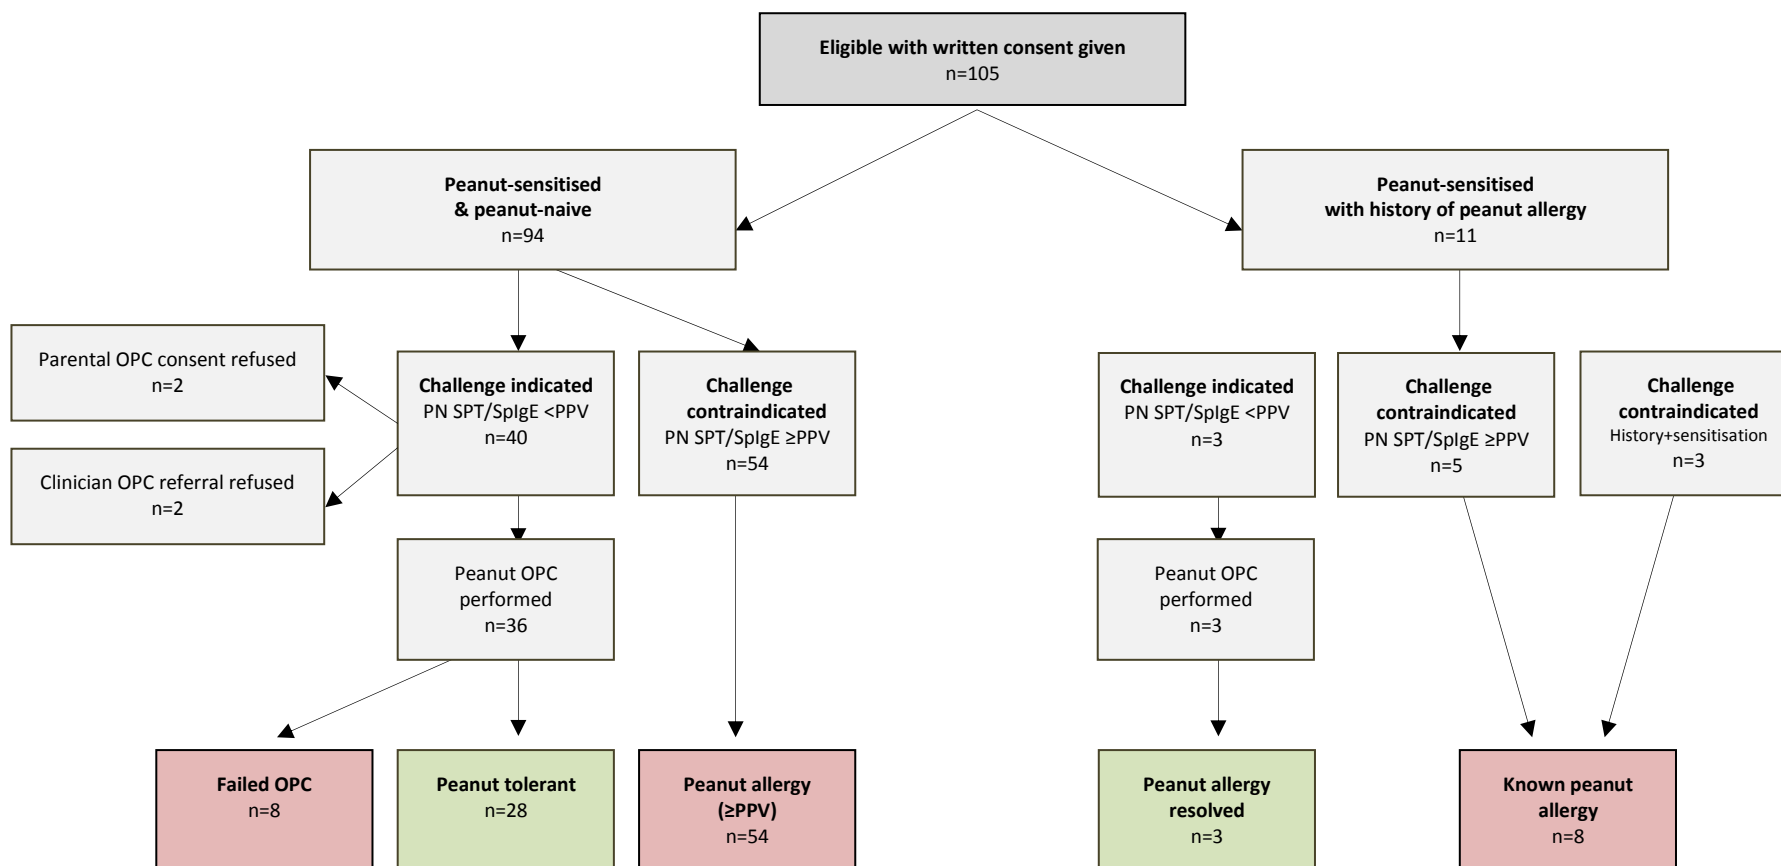 Eligible with written consent given
n=105
Peanut-sensitised
& peanut-naive
n=94
Peanut-sensitised
with history of peanut allergy
n=11
Parental OPC consent refused
n=2
Clinician OPC referral refused
n=2
Challenge indicated
PN SPT/SpIgE <PPV
n=40
Challenge
contraindicated
PN SPT/SpIgE ≥PPV
n=54
Challenge indicated
PN SPT/SpIgE <PPV
n=3
Challenge
contraindicated
PN SPT/SpIgE ≥PPV
n=5
Challenge
contraindicated
History+sensitisation
n=3
Peanut OPC
performed
n=36
Peanut OPC
performed
n=3
Failed OPC
n=8
Peanut tolerant
n=28
Peanut allergy
(≥PPV)
n=54
Peanut allergy
resolved
n=3
Known peanut
allergy
n=8